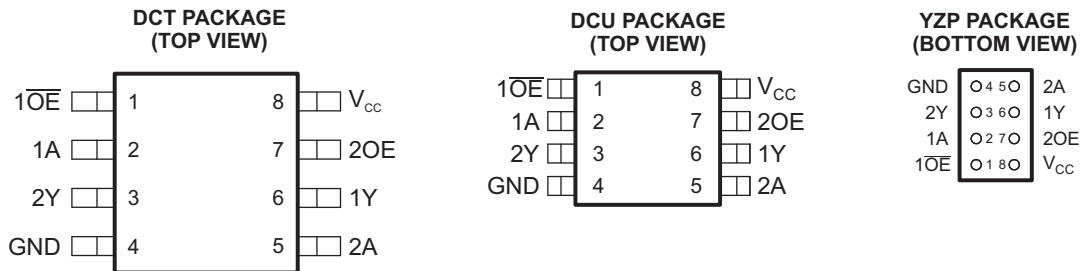 DCT PACKAGE
(TOP VIEW)
1O̅E̅ 1 8 VCC
1A 2 7 2OE
2Y 3 6 1Y
GND 4 5 2A
DCU PACKAGE
(TOP VIEW)
1O̅E̅ 1 8 VCC
1A 2 7 2OE
2Y 3 6 1Y
GND 4 5 2A
YZP PACKAGE
(BOTTOM VIEW)
GND 4 5 2A
2Y 3 6 1Y
1A 2 7 2OE
1O̅E̅ 1 8 VCC